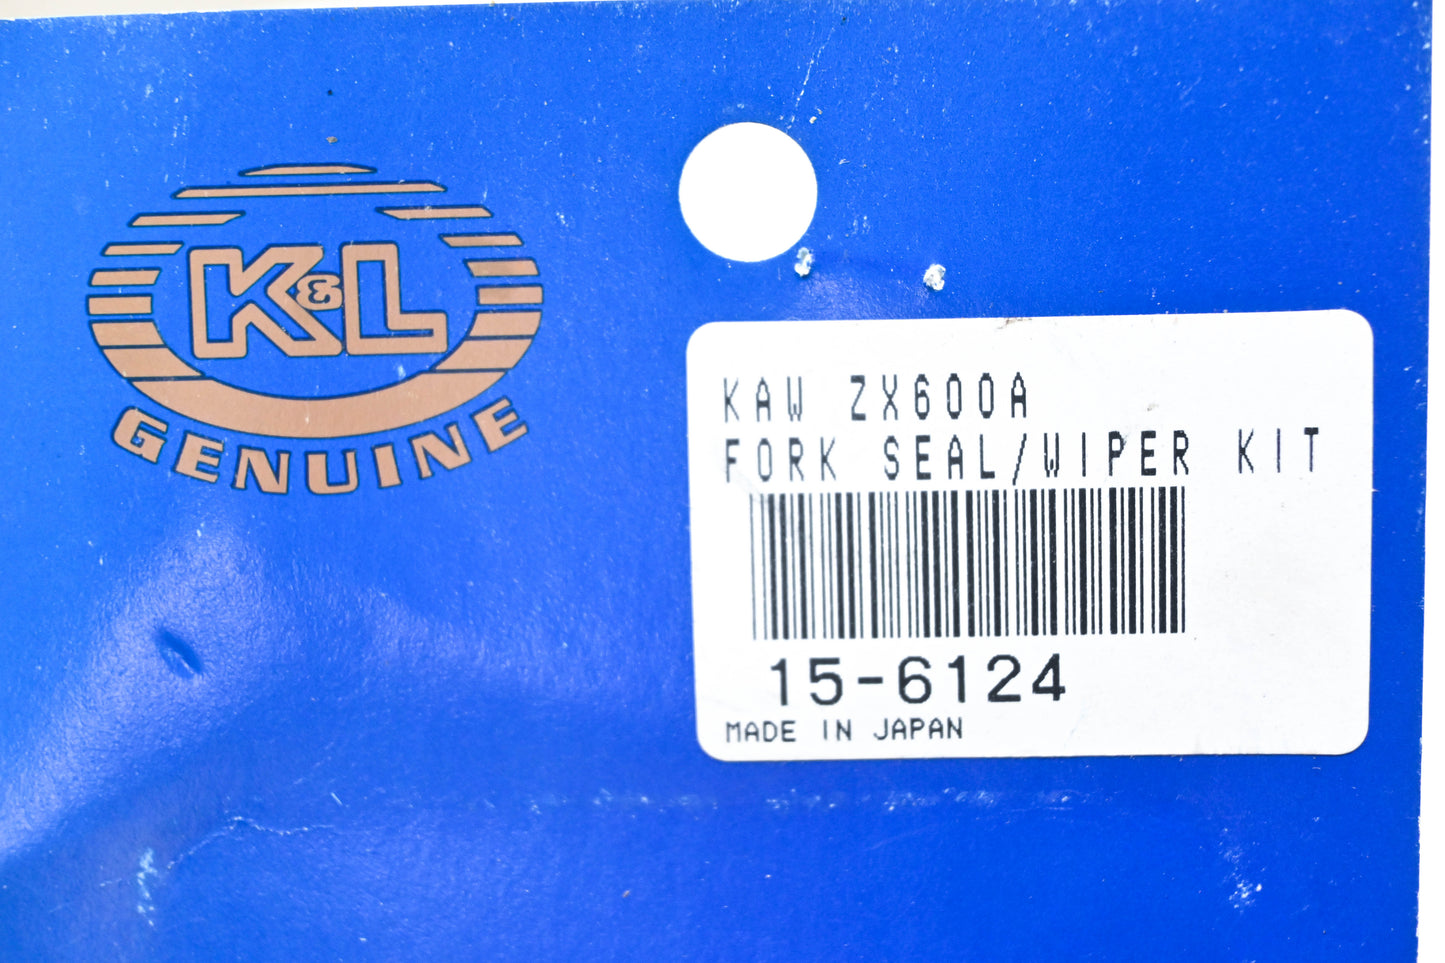 K&L
GENUINE
KAW ZX600A
FORK SEAL/WIPER KIT
15-6124
MADE IN JAPAN